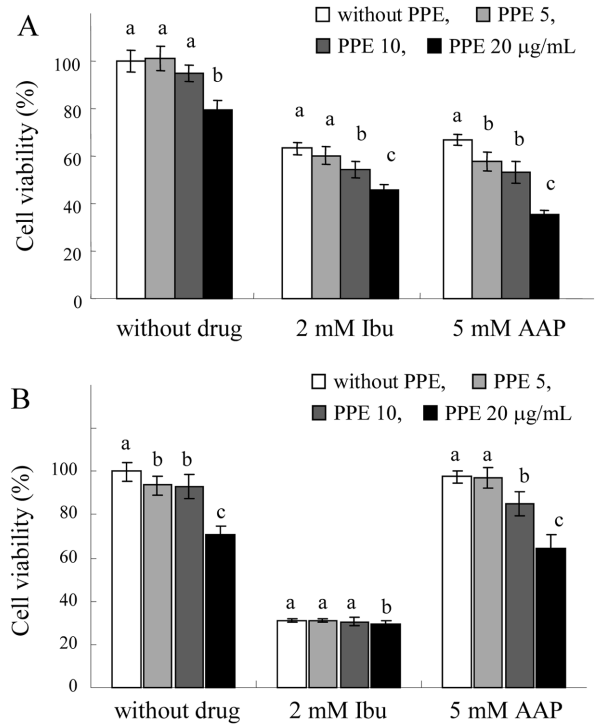 A
without PPE, PPE 5,
PPE 10, PPE 20 µg/mL
Cell viability (%)
100
80
60
40
20
0
a a a b
a a b c
a b b c
without drug 2 mM Ibu 5 mM AAP
B
without PPE, PPE 5,
PPE 10, PPE 20 µg/mL
Cell viability (%)
100
80
60
40
20
0
a b b c
a a a b
a a b c
without drug 2 mM Ibu 5 mM AAP